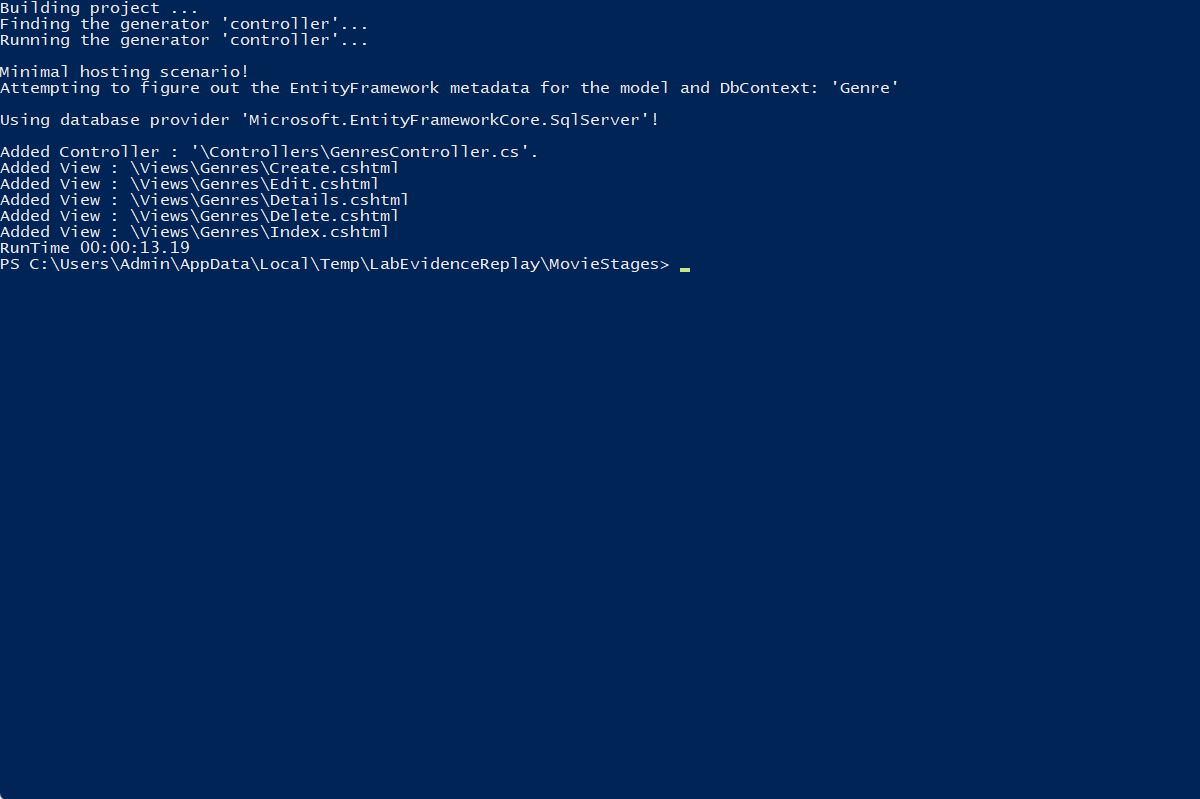 Building project ...
Finding the generator 'controller'...
Running the generator 'controller'...
Minimal hosting scenario!
Attempting to figure out the EntityFramework metadata for the model and DbContext: 'Genre'
Using database provider 'Microsoft.EntityFrameworkCore.SqlServer'!
Added Controller : '\Controllers\GenresController.cs'.
Added View : \Views\Genres\Create.cshtml
Added View : \Views\Genres\Edit.cshtml
Added View : \Views\Genres\Details.cshtml
Added View : \Views\Genres\Delete.cshtml
Added View : \Views\Genres\Index.cshtml
RunTime 00:00:13.19
PS C:\Users\Admin\AppData\Local\Temp\LabEvidenceReplay\MovieStages>